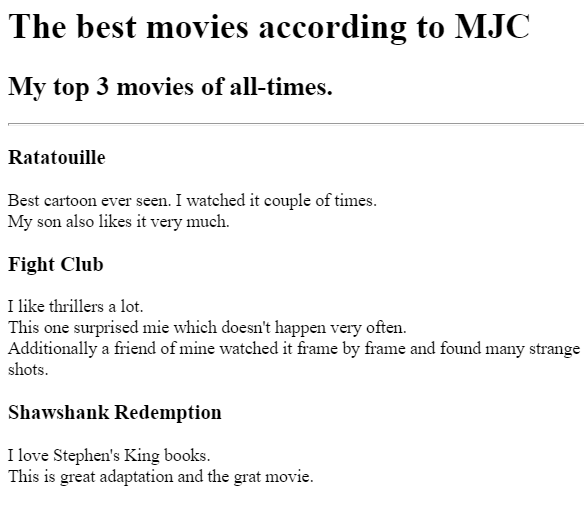 The best movies according to MJC
My top 3 movies of all-times.
Ratatouille
Best cartoon ever seen. I watched it couple of times.
My son also likes it very much.
Fight Club
I like thrillers a lot.
This one surprised mie which doesn't happen very often.
Additionally a friend of mine watched it frame by frame and found many strange
shots.
Shawshank Redemption
I love Stephen's King books.
This is great adaptation and the grat movie.